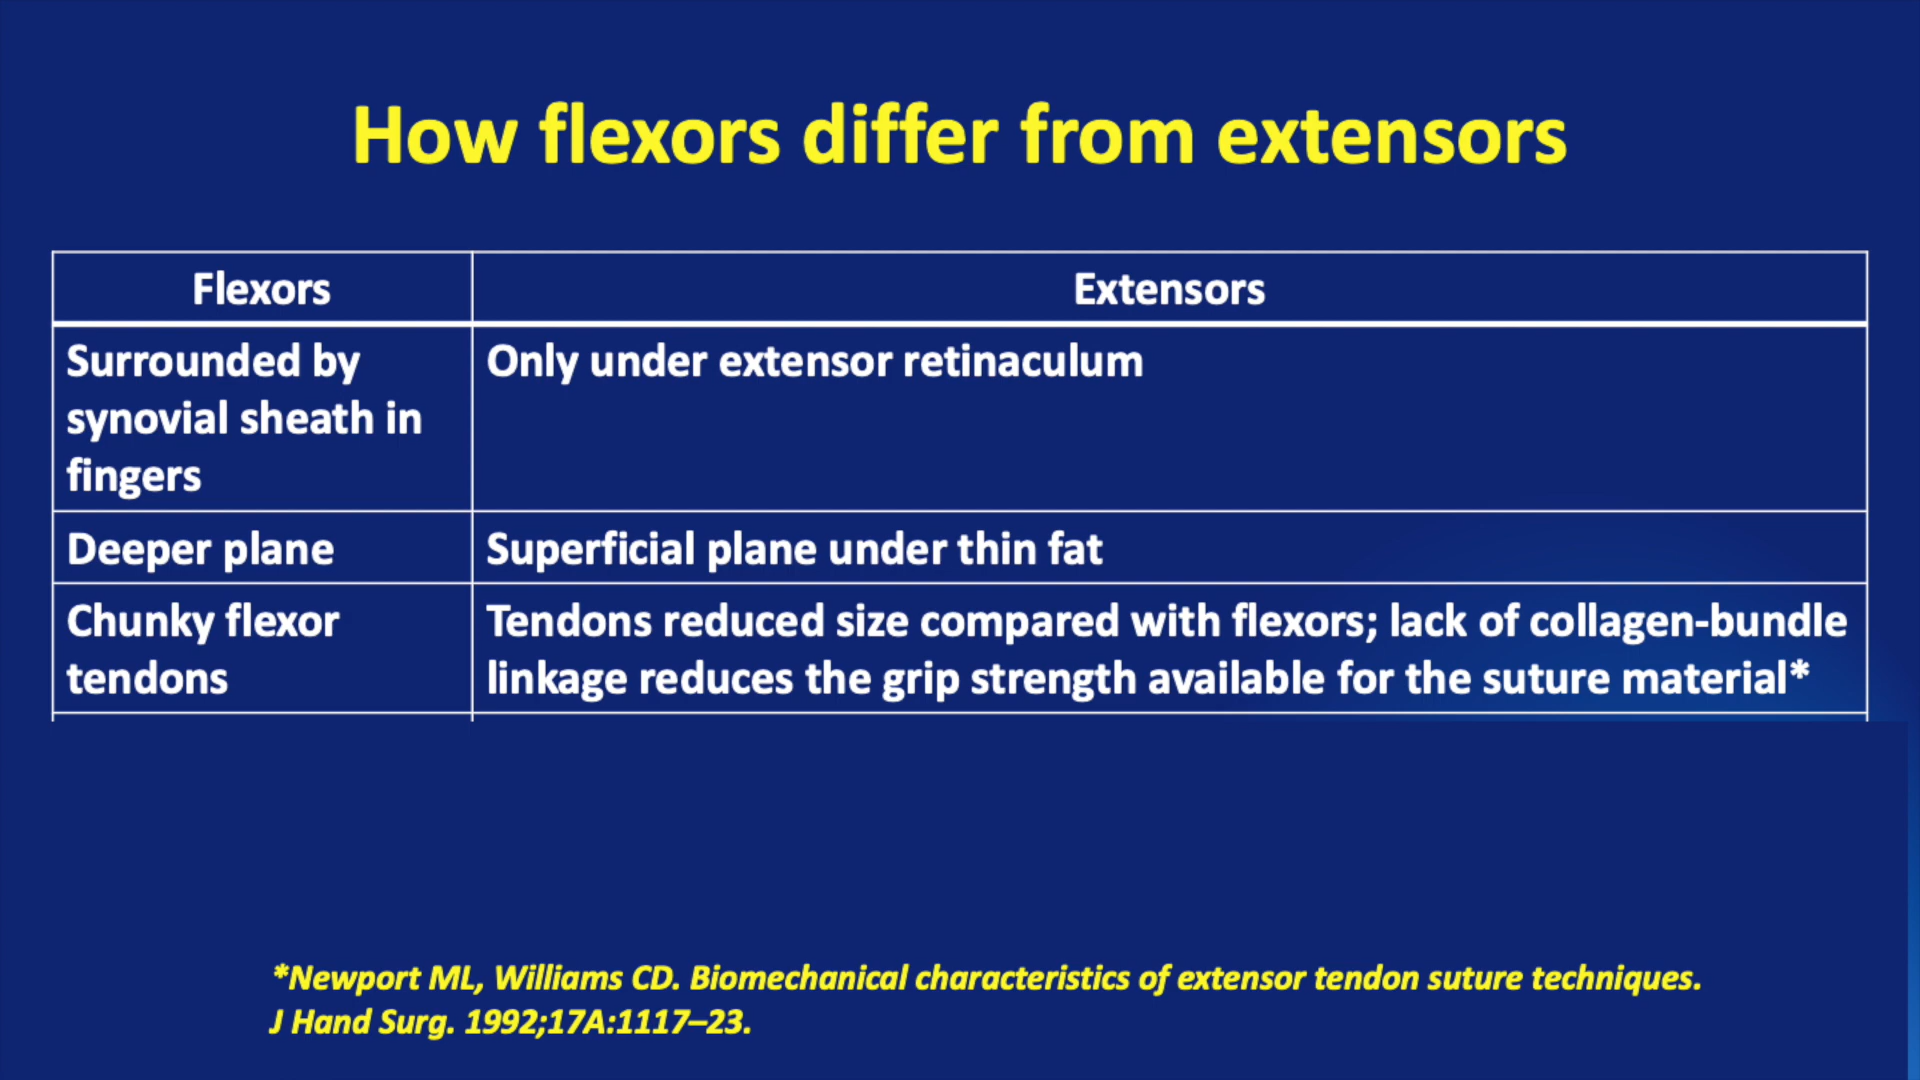 How flexors differ from extensors
Flexors
Extensors
Surrounded by
synovial sheath in
fingers
Only under extensor retinaculum
Deeper plane
Superficial plane under thin fat
Chunky flexor
tendons
Tendons reduced size compared with flexors; lack of collagen-bundle
linkage reduces the grip strength available for the suture material*
*Newport ML, Williams CD. Biomechanical characteristics of extensor tendon suture techniques.
J Hand Surg. 1992;17A:1117–23.